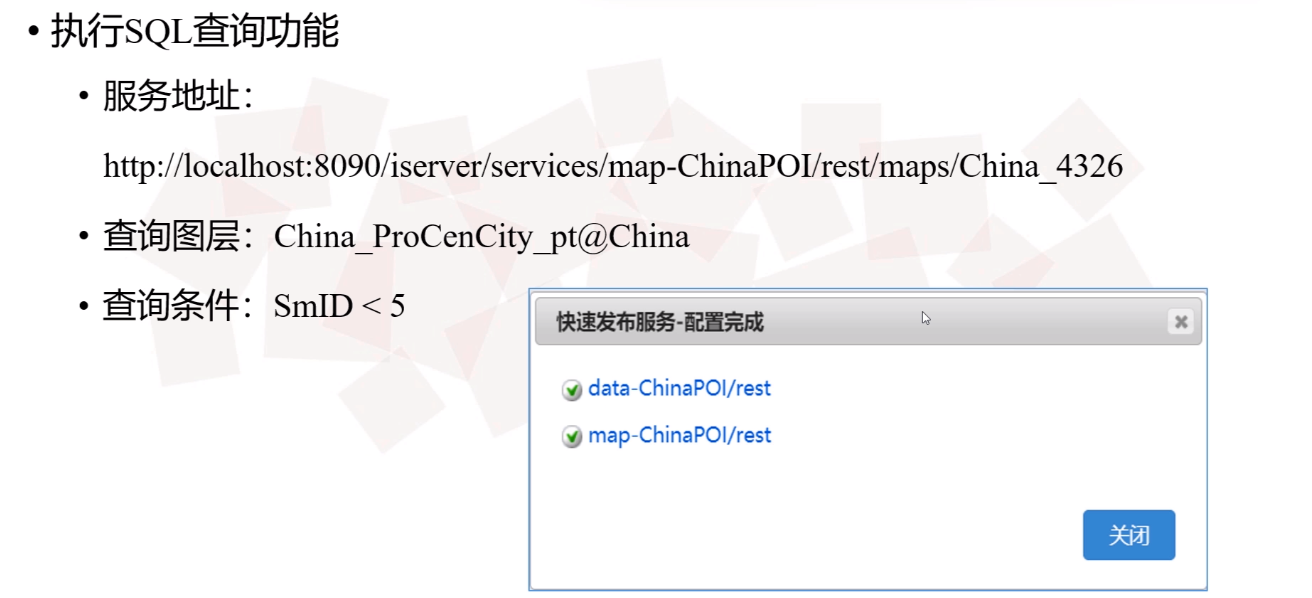 • 执行SQL查询功能
• 服务地址：
http://localhost:8090/iserver/services/map-ChinaPOI/rest/maps/China_4326
• 查询图层：China_ProCenCity_pt@China
• 查询条件：SmID < 5
快速发布服务-配置完成
data-ChinaPOI/rest
map-ChinaPOI/rest
关闭